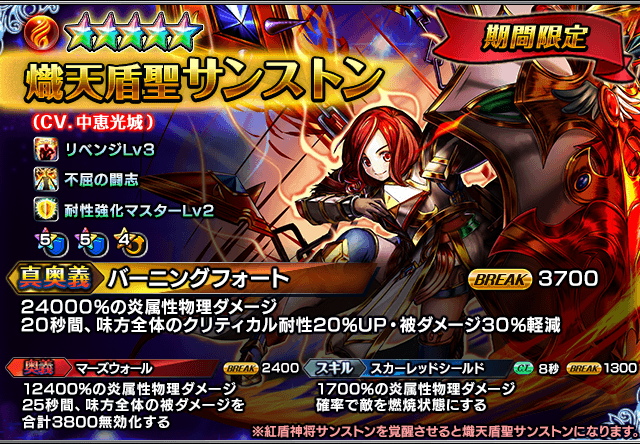 期間限定
熾天盾聖サンストン
(CV.中恵光城)
リベンジLv3
不屈の闘志
耐性強化マスターLv2
5 5 4
真奥義 バーニングフォート BREAK 3700
24000%の炎属性物理ダメージ
20秒間、味方全体のクリティカル耐性20%UP・被ダメージ30%軽減
奥義 マーズウォール BREAK 2400
12400%の炎属性物理ダメージ
25秒間、味方全体の被ダメージを
合計3800無効化する
スキル スカーレッドシールド C.T. 8秒 BREAK 1300
1700%の炎属性物理ダメージ
確率で敵を燃焼状態にする
※紅盾神将サンストンを覚醒させると熾天盾聖サンストンになります。